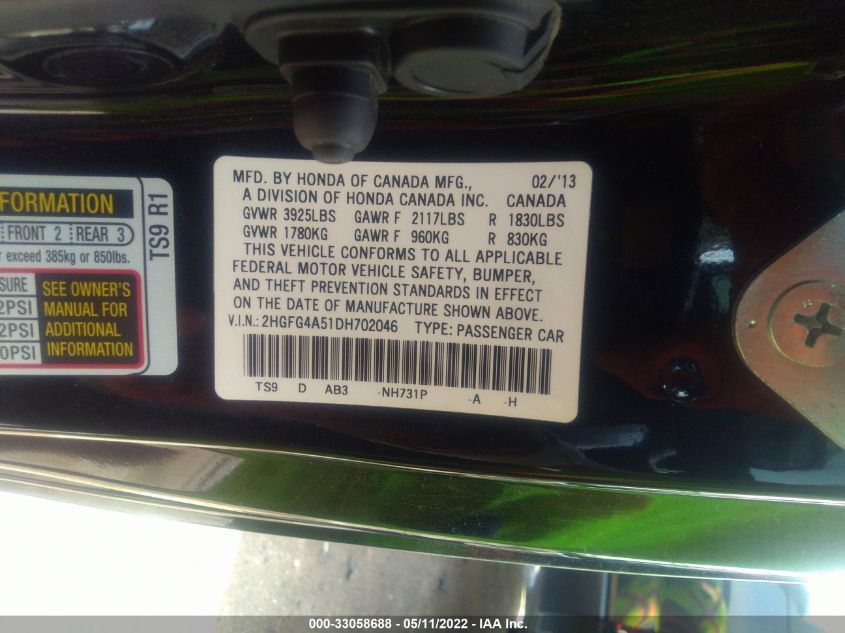 FORMATION
FRONT 2 REAR 3
r exceed 385kg or 850lbs.
SURE
2PSI
2PSI
0PSI
SEE OWNER'S
MANUAL FOR
ADDITIONAL
INFORMATION
TS9 R1
MFD. BY HONDA OF CANADA MFG., 02/'13
A DIVISION OF HONDA CANADA INC. CANADA
GVWR 3925LBS GAWR F 2117LBS R 1830LBS
GVWR 1780KG GAWR F 960KG R 830KG
THIS VEHICLE CONFORMS TO ALL APPLICABLE
FEDERAL MOTOR VEHICLE SAFETY, BUMPER,
AND THEFT PREVENTION STANDARDS IN EFFECT
ON THE DATE OF MANUFACTURE SHOWN ABOVE.
V.I.N.: 2HGFG4A51DH702046 TYPE: PASSENGER CAR
TS9 D AB3 -NH731P -A -H
000-33058688 - 05/11/2022 - IAA Inc.